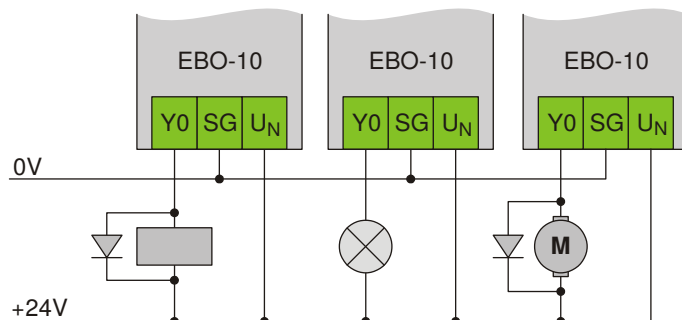 EBO-10 EBO-10 EBO-10
Y0 SG UN Y0 SG UN Y0 SG UN
0V
M
+24V